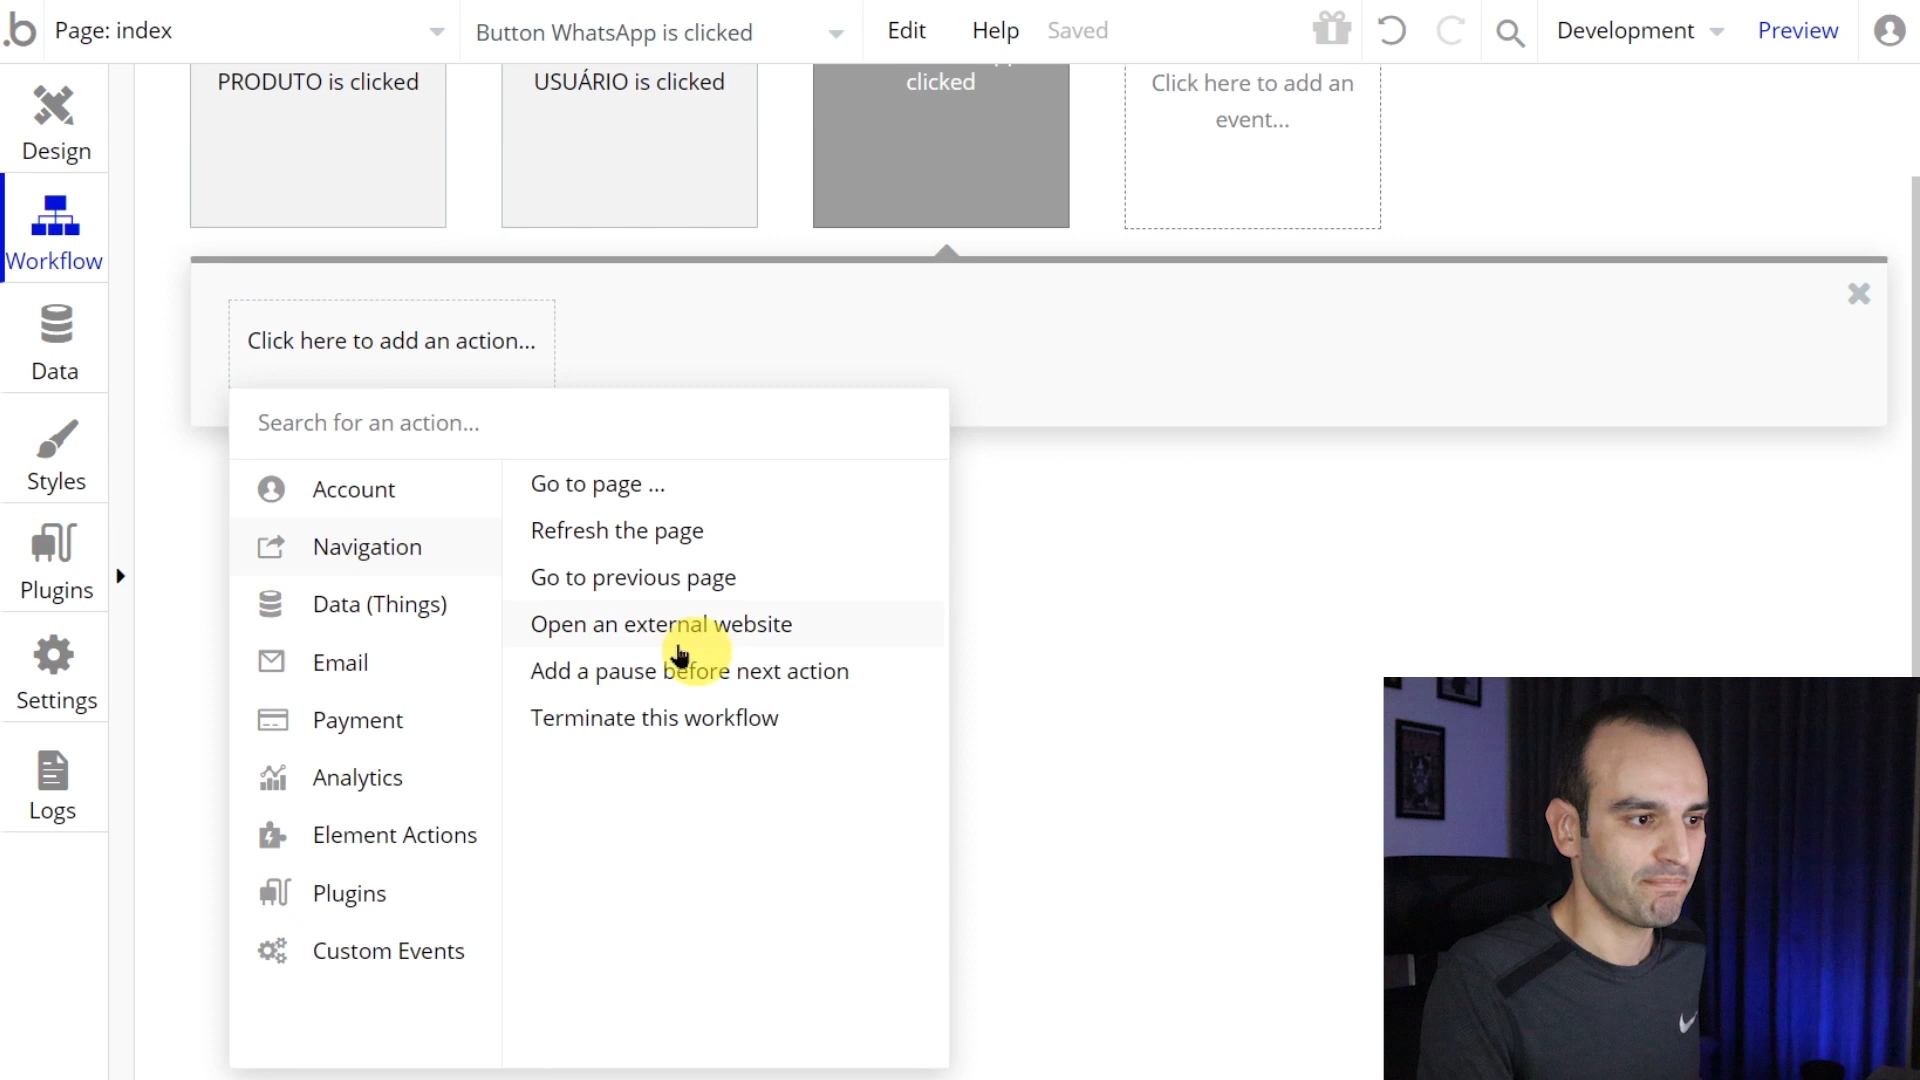 .b
Page: index
Button WhatsApp is clicked
Edit
Help
Saved
Development
Preview
Design
Workflow
Data
Styles
Plugins
Settings
Logs
PRODUTO is clicked
USUÁRIO is clicked
clicked
Click here to add an
event...
Click here to add an action...
Search for an action...
Account
Navigation
Data (Things)
Email
Payment
Analytics
Element Actions
Plugins
Custom Events
Go to page ...
Refresh the page
Go to previous page
Open an external website
Add a pause before next action
Terminate this workflow